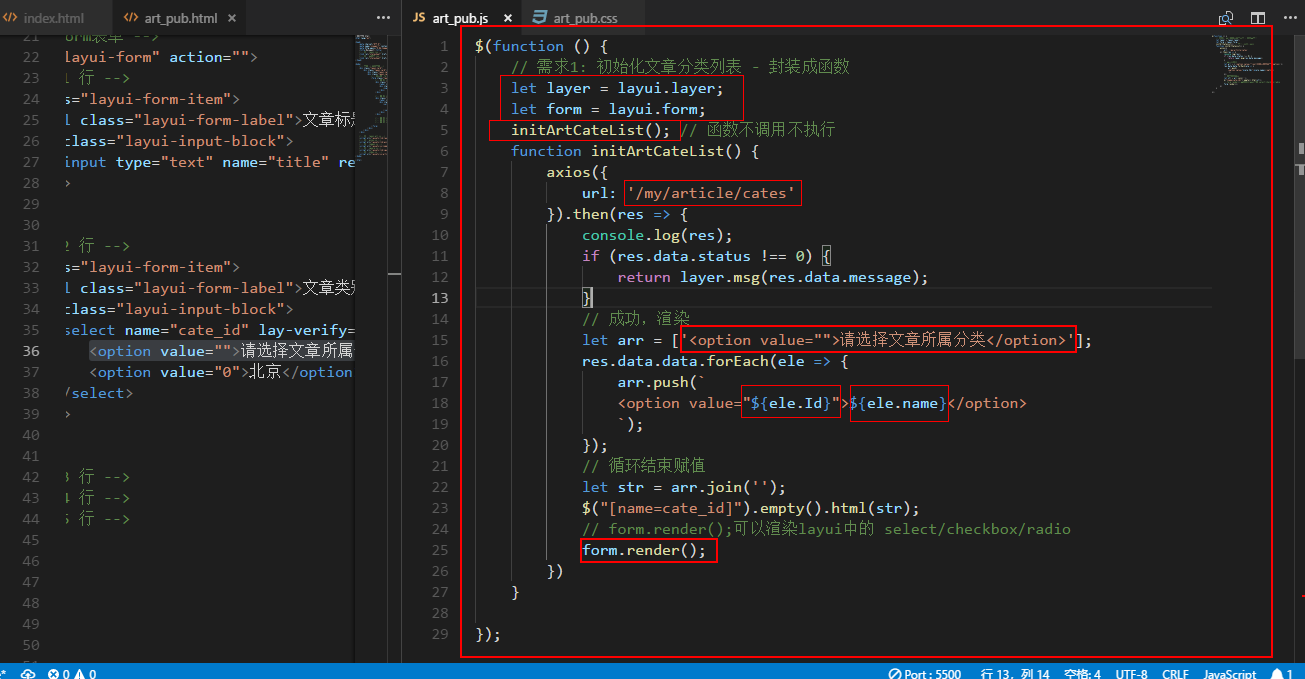 index.html
art_pub.html ×
···
21 orm表单 -->
22 layui-form" action="">
23 1 行 -->
24 s="layui-form-item">
25 l class="layui-form-label">文章标
26 class="layui-input-block">
27 input type="text" name="title" re
28 >
29
30
31 2 行 -->
32 s="layui-form-item">
33 l class="layui-form-label">文章类
34 class="layui-input-block">
35 select name="cate_id" lay-verify=
36 <option value="">请选择文章所属
37 <option value="0">北京</option
38 /select>
39 >
40
41
42 3 行 -->
43 4 行 -->
44 5 行 -->
45
46
47
48
49
50
JS art_pub.js ×
art_pub.css
···
1 $(function () {
2 // 需求1: 初始化文章分类列表 - 封装成函数
3 let layer = layui.layer;
4 let form = layui.form;
5 initArtCateList(); // 函数不调用不执行
6 function initArtCateList() {
7 axios({
8 url: '/my/article/cates'
9 }).then(res => {
10 console.log(res);
11 if (res.data.status !== 0) {
12 return layer.msg(res.data.message);
13 }
14 // 成功, 渲染
15 let arr = ['<option value="">请选择文章所属分类</option>'];
16 res.data.data.forEach(ele => {
17 arr.push(`
18 <option value="${ele.Id}">${ele.name}</option>
19 `);
20 });
21 // 循环结束赋值
22 let str = arr.join('');
23 $("[name=cate_id]").empty().html(str);
24 // form.render();可以渲染layui中的 select/checkbox/radio
25 form.render();
26 })
27 }
28
29 });
0 0
Port : 5500 行 13，列 14 空格: 4 UTF-8 CRLF JavaScript 1